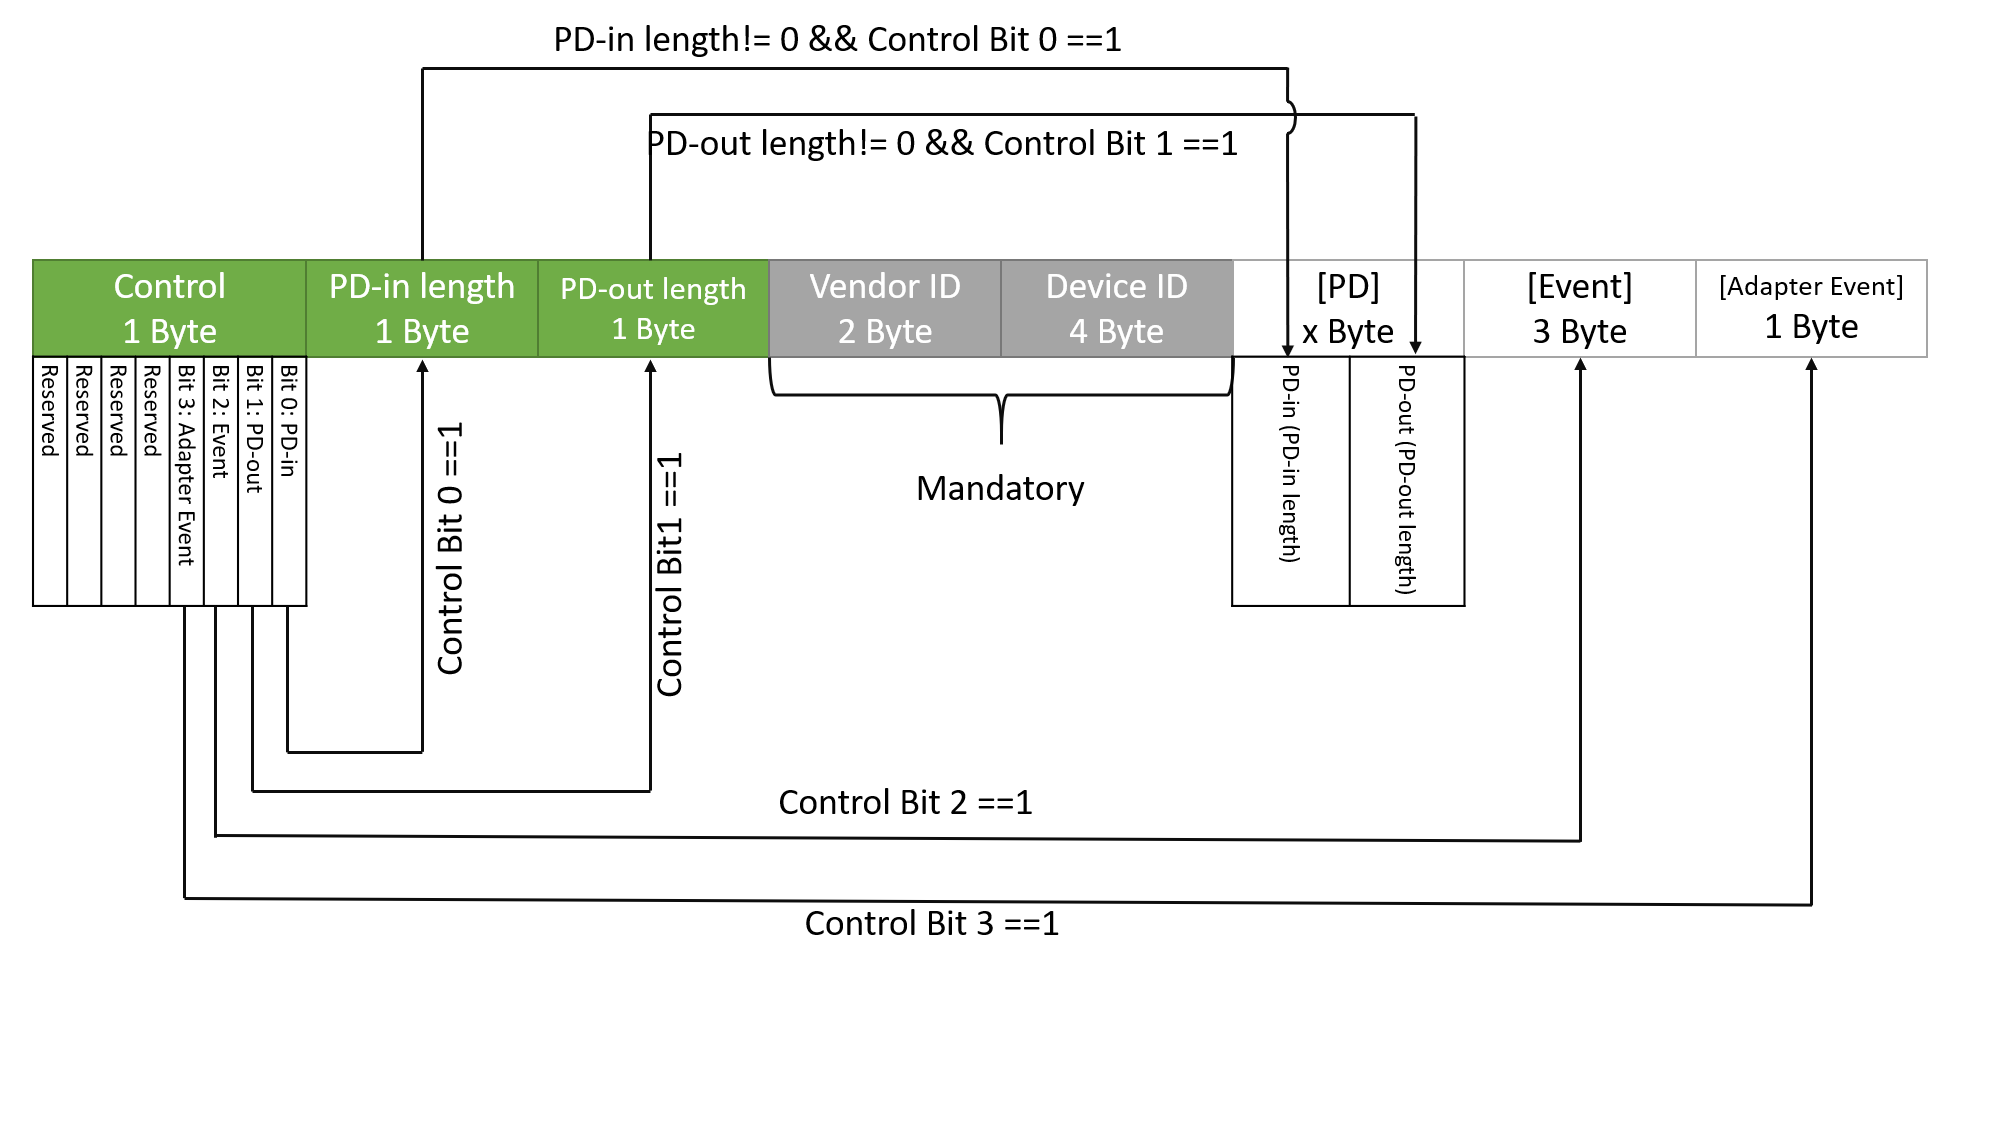 PD-in length!= 0 && Control Bit 0 ==1
PD-out length!= 0 && Control Bit 1 ==1
Control
1 Byte
PD-in length
1 Byte
PD-out length
1 Byte
Vendor ID
2 Byte
Device ID
4 Byte
[PD]
x Byte
[Event]
3 Byte
[Adapter Event]
1 Byte
Reserved
Reserved
Reserved
Reserved
Bit 3: Adapter Event
Bit 2: Event
Bit 1: PD-out
Bit 0: PD-in
Control Bit 0 ==1
Control Bit1 ==1
Mandatory
PD-in (PD-in length)
PD-out (PD-out length)
Control Bit 2 ==1
Control Bit 3 ==1